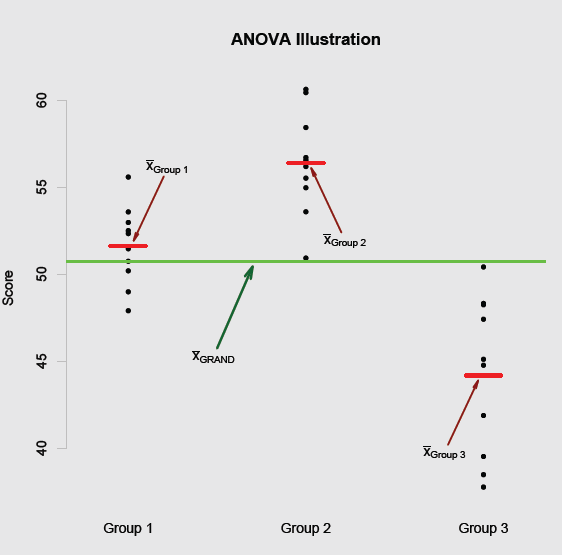 ANOVA Illustration
60
55
50
45
40
Score
x̅Group 1
x̅Group 2
x̅GRAND
x̅Group 3
Group 1 Group 2 Group 3